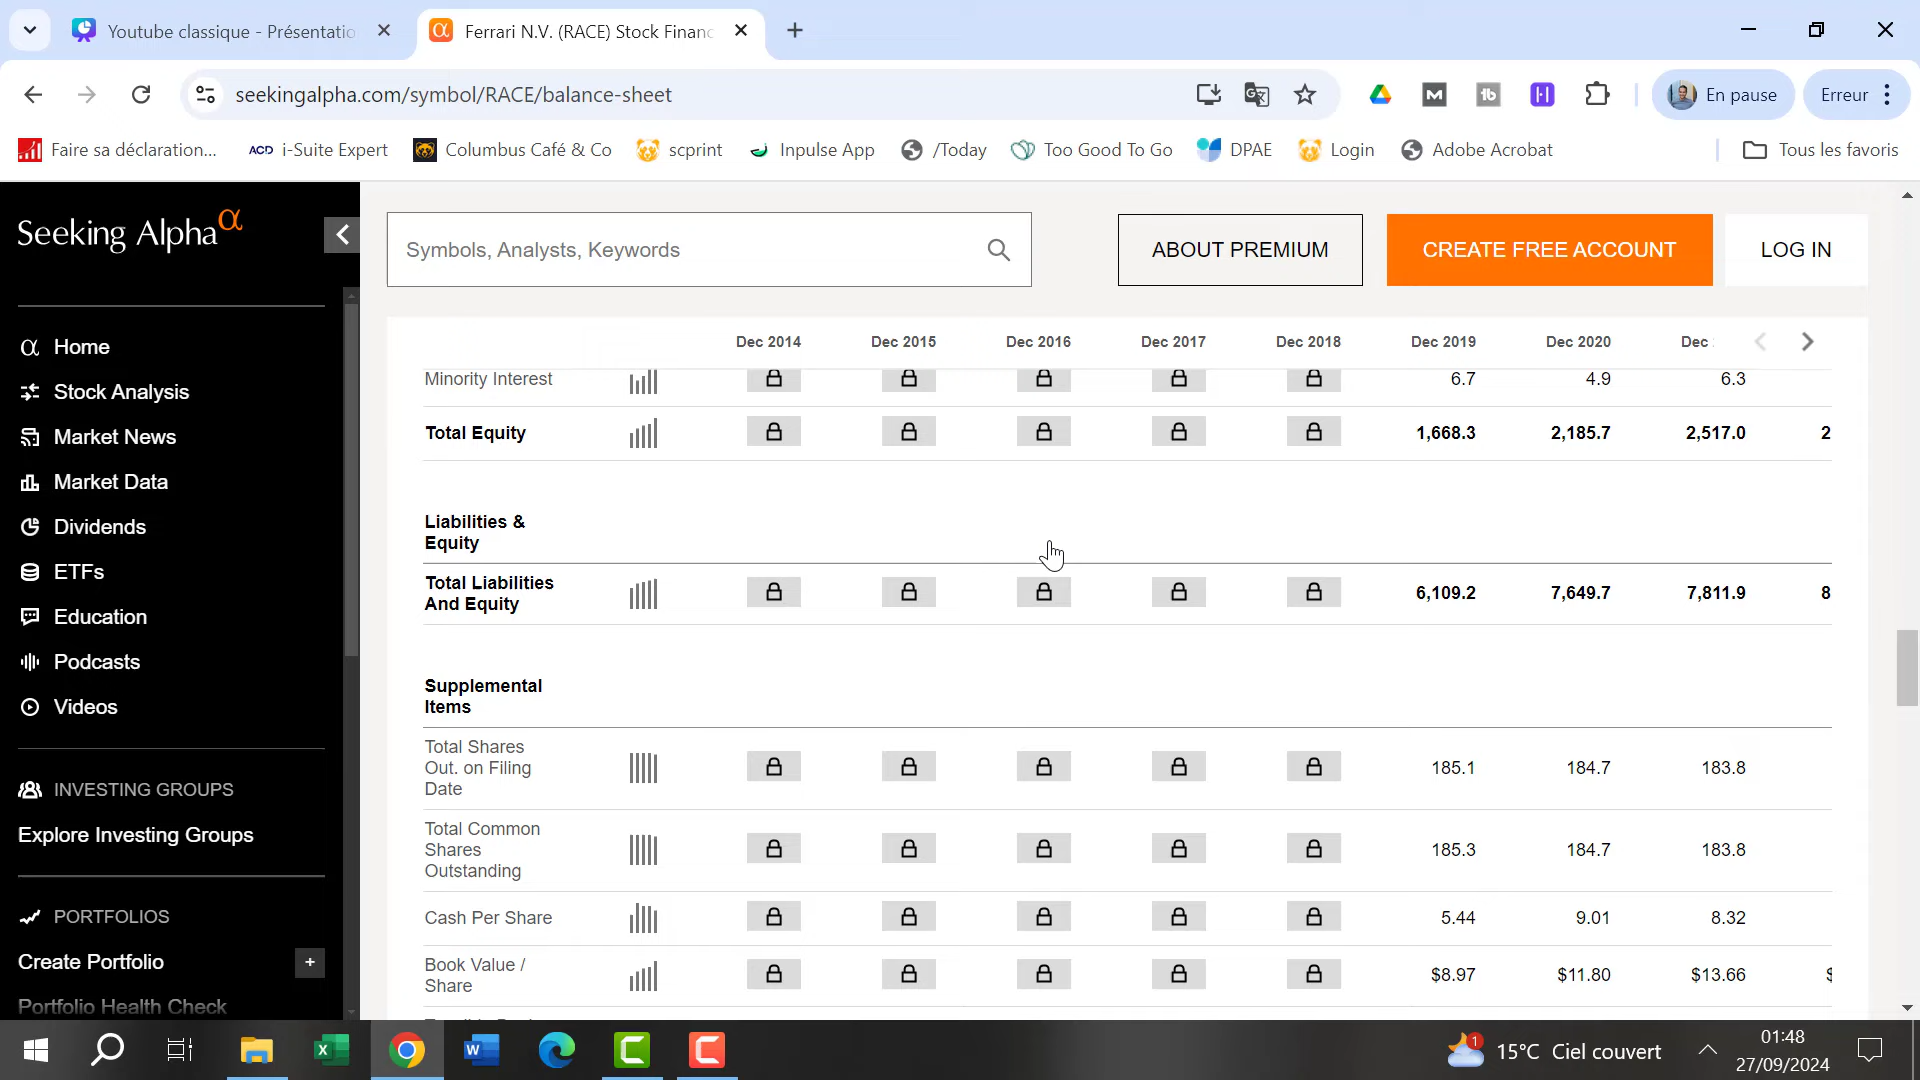 Youtube classique - Présentatio
Ferrari N.V. (RACE) Stock Financ
seekingalpha.com/symbol/RACE/balance-sheet
En pause
Erreur
Faire sa déclaration...
ACD i-Suite Expert
Columbus Café & Co
scprint
Inpulse App
/Today
Too Good To Go
DPAE
Login
Adobe Acrobat
Tous les favoris
Seeking Alpha α
Symbols, Analysts, Keywords
ABOUT PREMIUM
CREATE FREE ACCOUNT
LOG IN
Home
Stock Analysis
Market News
Market Data
Dividends
ETFs
Education
Podcasts
Videos
INVESTING GROUPS
Explore Investing Groups
PORTFOLIOS
Create Portfolio +
Portfolio Health Check
Dec 2014 Dec 2015 Dec 2016 Dec 2017 Dec 2018 Dec 2019 Dec 2020 Dec
Minority Interest 6.7 4.9 6.3
Total Equity 1,668.3 2,185.7 2,517.0 2
Liabilities &
Equity
Total Liabilities
And Equity 6,109.2 7,649.7 7,811.9 8
Supplemental
Items
Total Shares
Out. on Filing
Date 185.1 184.7 183.8
Total Common
Shares
Outstanding 185.3 184.7 183.8
Cash Per Share 5.44 9.01 8.32
Book Value /
Share $8.97 $11.80 $13.66 $
1
15°C Ciel couvert
01:48
27/09/2024